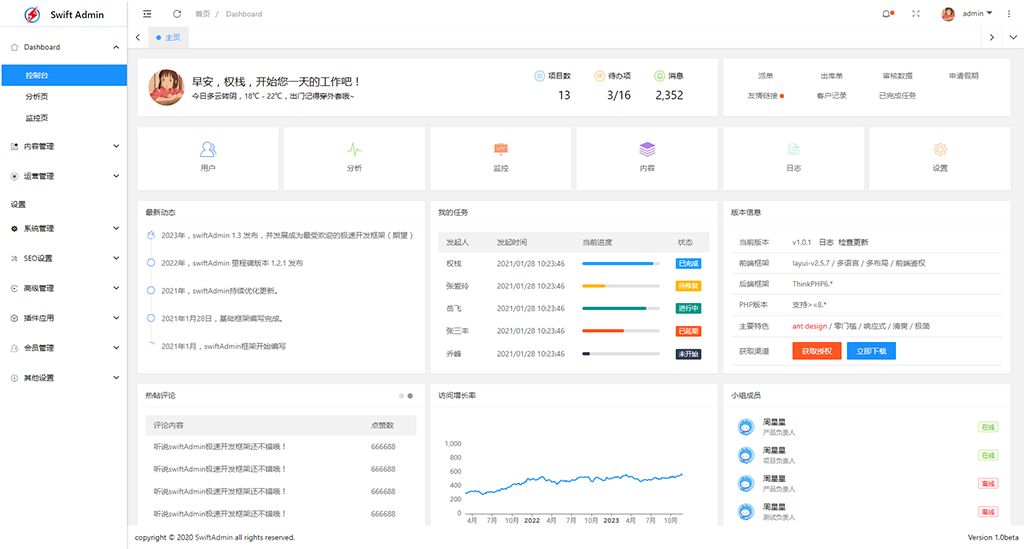 Swift Admin
首页 / Dashboard
admin
Dashboard
控制台
分析页
监控页
内容管理
运营管理
设置
系统管理
SEO设置
高级管理
插件应用
会员管理
其他设置
主页
早安，权栈，开始您一天的工作吧！
今日多云转阴，18℃ - 22℃，出门记得穿外套哦~
项目数 待办项 消息
13 3/16 2,352
派单 出库单 审核数据 申请假期
友情链接 客户记录 已完成任务
用户 分析 监控 内容 日志 设置
最新动态
2023年，swiftAdmin 1.3 发布，并发展成为最受欢迎的极速开发框架（期望）
2022年，swiftAdmin 里程碑版本 1.2.1 发布
2021年，swiftAdmin持续优化更新。
2021年1月28日，基础框架编写完成。
2021年1月，swiftAdmin框架开始编写
我的任务
发起人 发起时间 当前进度 状态
权栈 2021/01/28 10:23:46 已完成
张爱玲 2021/01/28 10:23:46 待修复
岳飞 2021/01/28 10:23:46 进行中
张三丰 2021/01/28 10:23:46 已延期
乔峰 2021/01/28 10:23:46 未开始
版本信息
当前版本 v1.0.1 日志 检查更新
前端框架 layui-v2.5.7 / 多语言 / 多布局 / 前端鉴权
后端框架 ThinkPHP6.*
PHP版本 支持>=8.*
主要特色 ant design / 零门槛 / 响应式 / 清爽 / 极简
获取渠道 获取授权 立即下载
热帖评论
评论内容 点赞数
听说swiftAdmin极速开发框架还不错哦！ 666688
听说swiftAdmin极速开发框架还不错哦！ 666688
听说swiftAdmin极速开发框架还不错哦！ 666688
听说swiftAdmin极速开发框架还不错哦！ 666688
访问增长率
1,000
800
600
400
200
0
4月 7月 10月 2022 4月 7月 10月 2023 4月 7月 10月
小组成员
周星星 在线
产品负责人
周星星 在线
项目负责人
周星星 离线
产品负责人
周星星 离线
测试负责人
copyright © 2020 SwiftAdmin all rights reserved.
Version 1.0beta